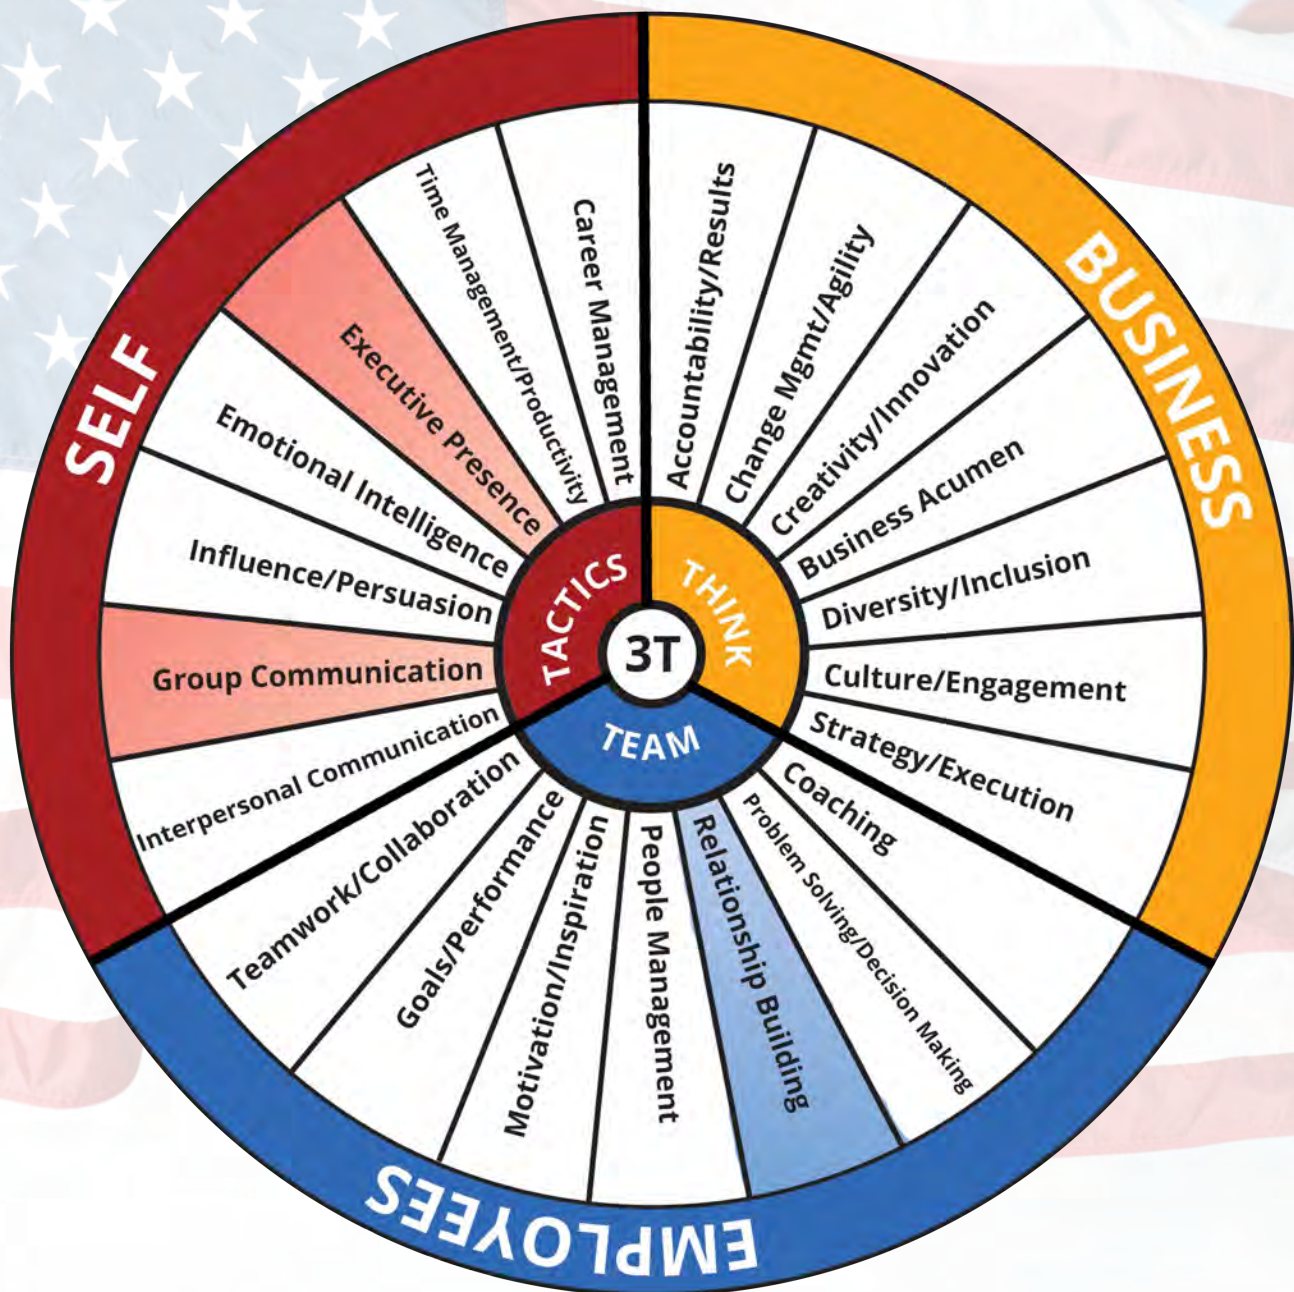 SELF
BUSINESS
EMPLOYEES
TACTICS
THINK
TEAM
3T
Accountability/Results
Change Mgmt/Agility
Creativity/Innovation
Business Acumen
Diversity/Inclusion
Culture/Engagement
Strategy/Execution
Coaching
Problem Solving/Decision Making
Relationship Building
People Management
Motivation/Inspiration
Goals/Performance
Teamwork/Collaboration
Interpersonal Communication
Group Communication
Influence/Persuasion
Emotional Intelligence
Executive Presence
Time Management/Productivity
Career Management